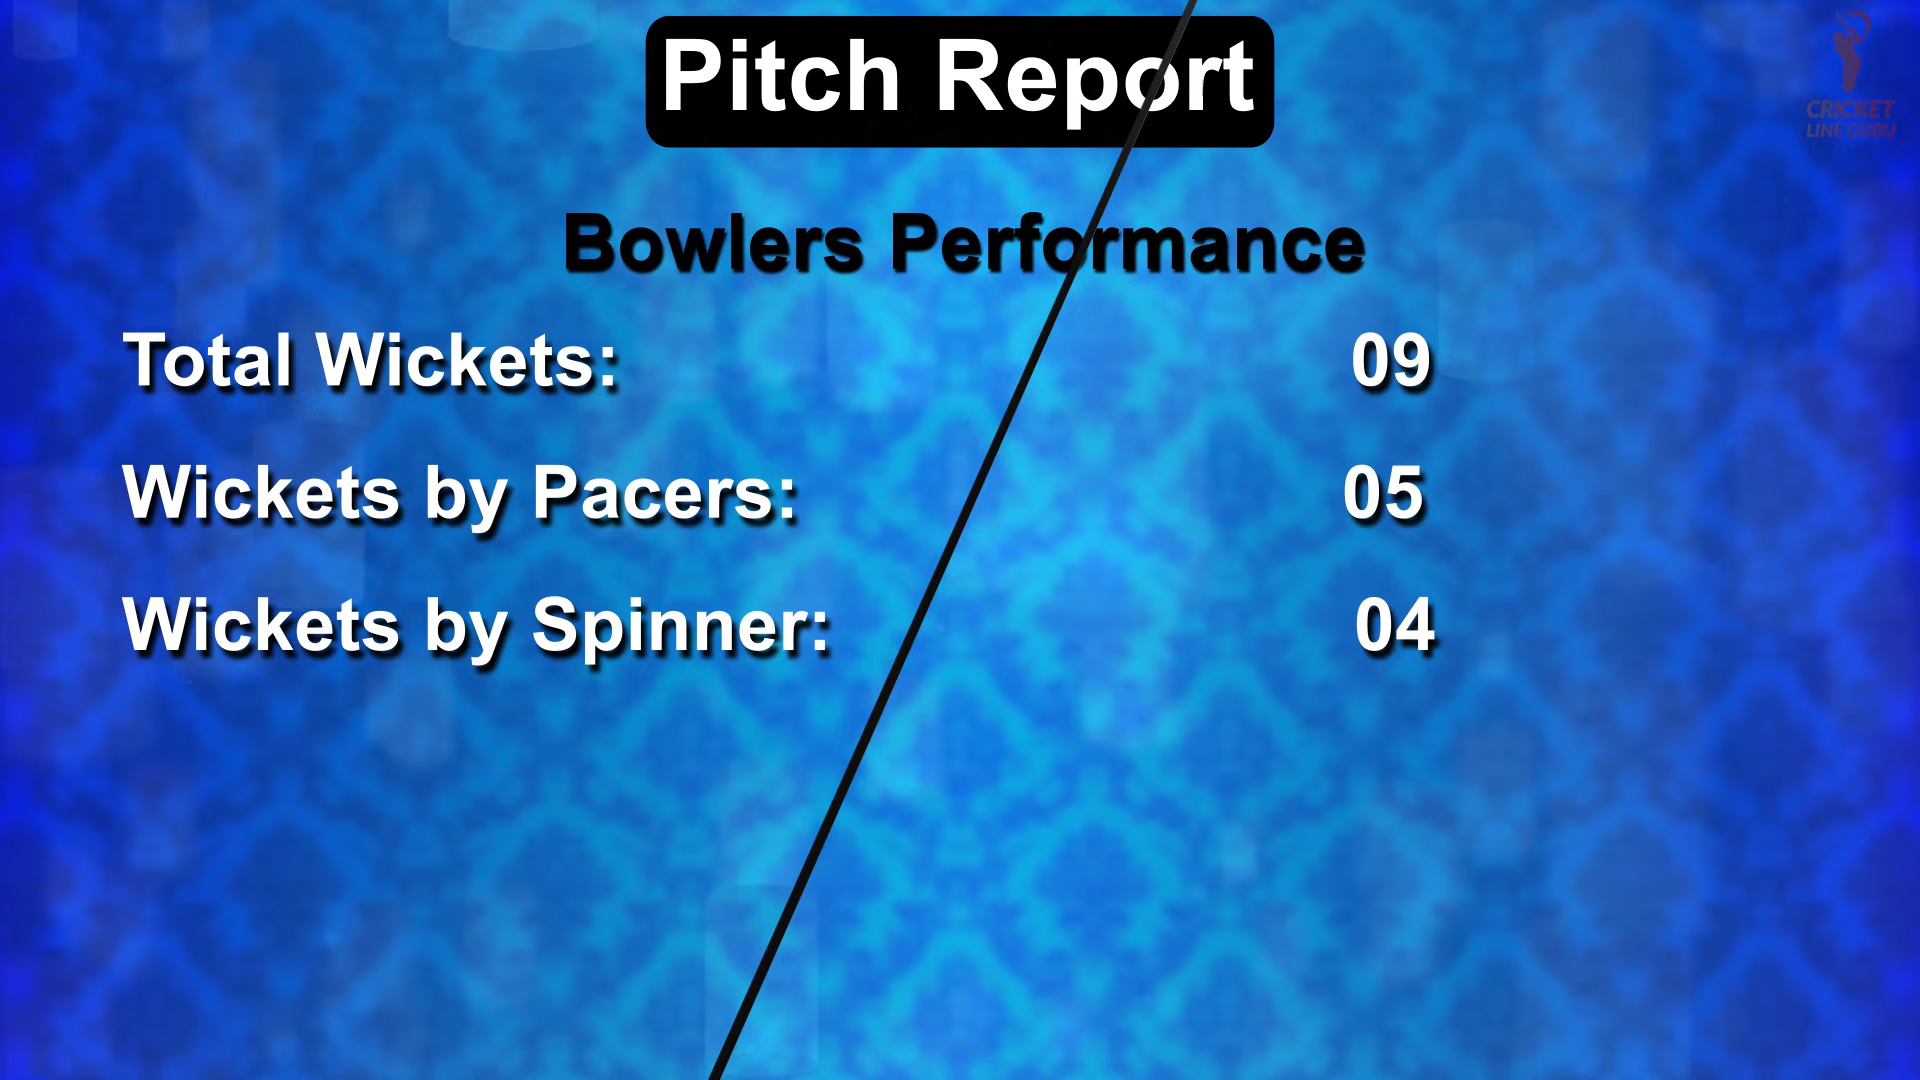 Pitch Report
CRICKET
LINE GURU
Bowlers Performance
Total Wickets: 09
Wickets by Pacers: 05
Wickets by Spinner: 04